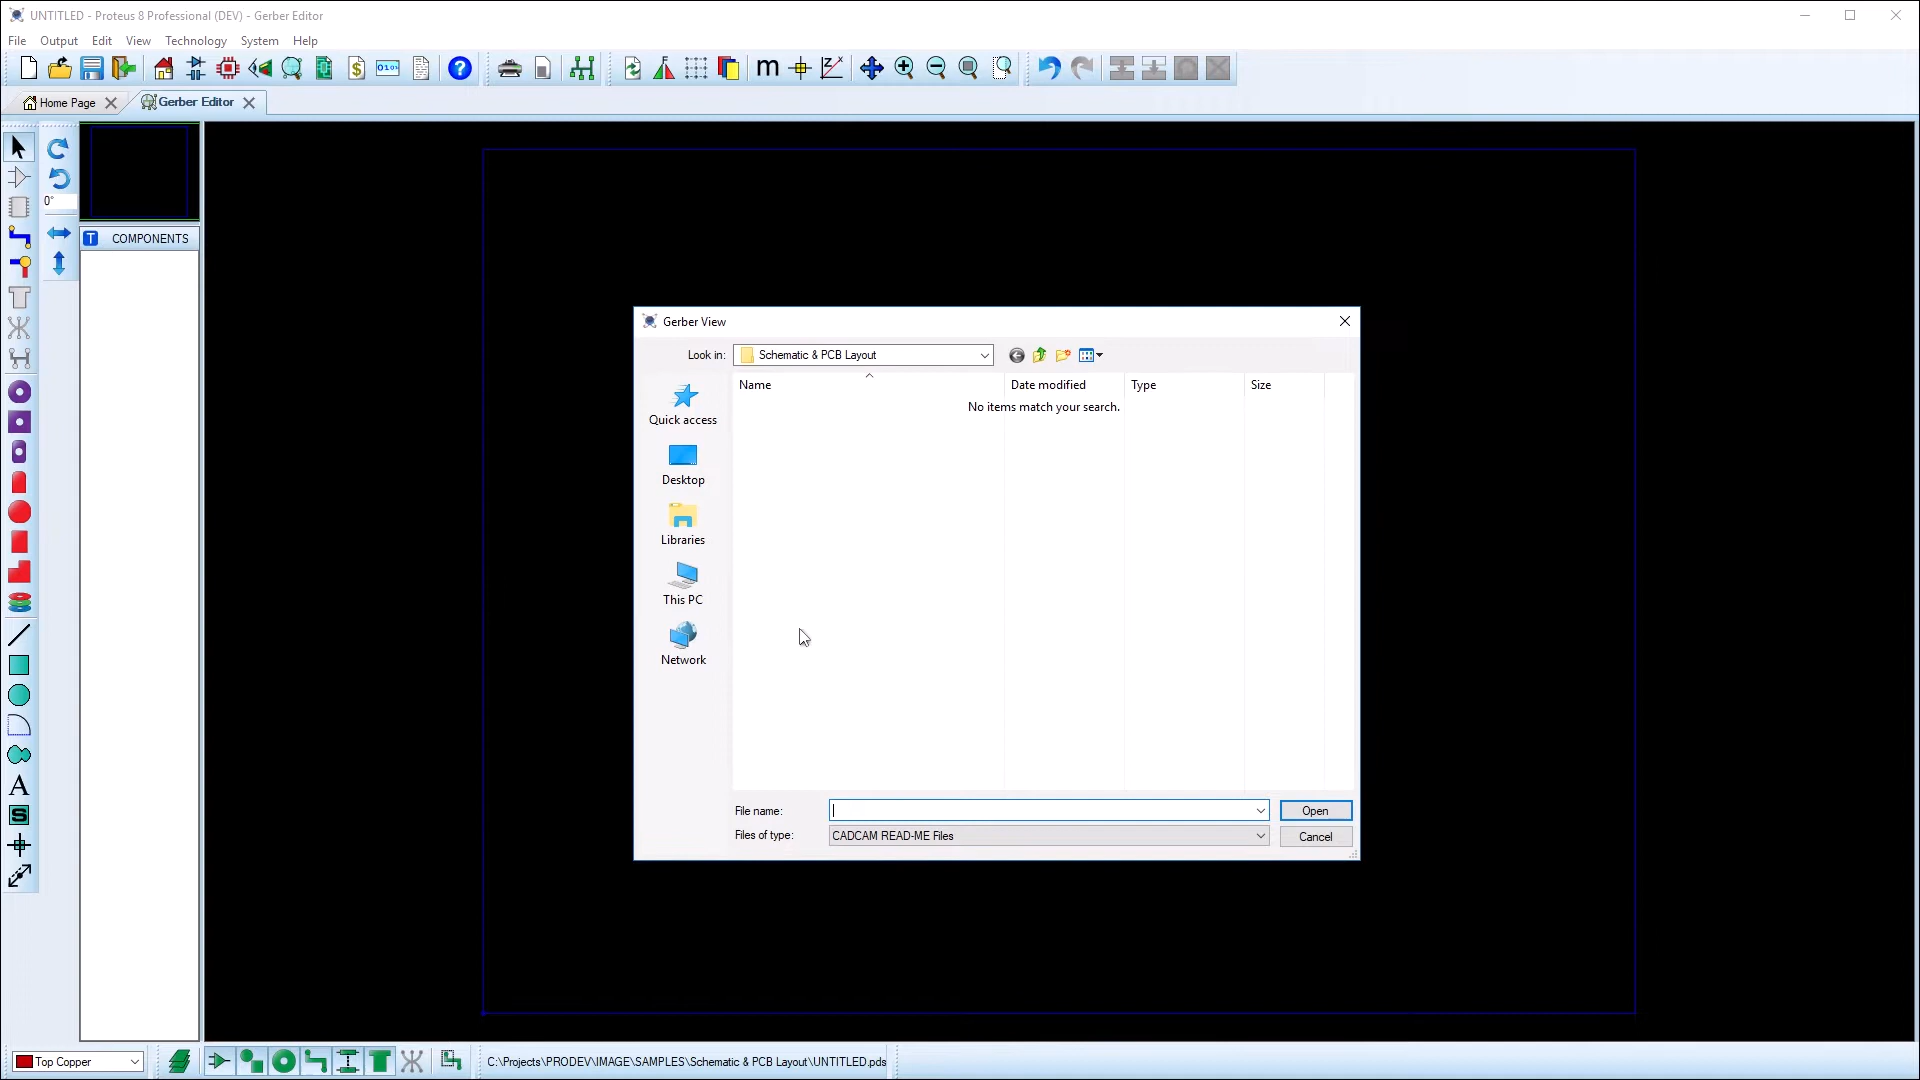 UNTITLED - Proteus 8 Professional (DEV) - Gerber Editor
File Output Edit View Technology System Help
$ 0101 ? m Z X
Home Page Gerber Editor
0°
T COMPONENTS
Gerber View
Look in: Schematic & PCB Layout
Name Date modified Type Size
No items match your search.
Quick access
Desktop
Libraries
This PC
Network
A
S
File name: Open
Files of type: CADCAM READ-ME Files Cancel
Top Copper C:\Projects\PRODEV\IMAGE\SAMPLES\Schematic & PCB Layout\UNTITLED.pds